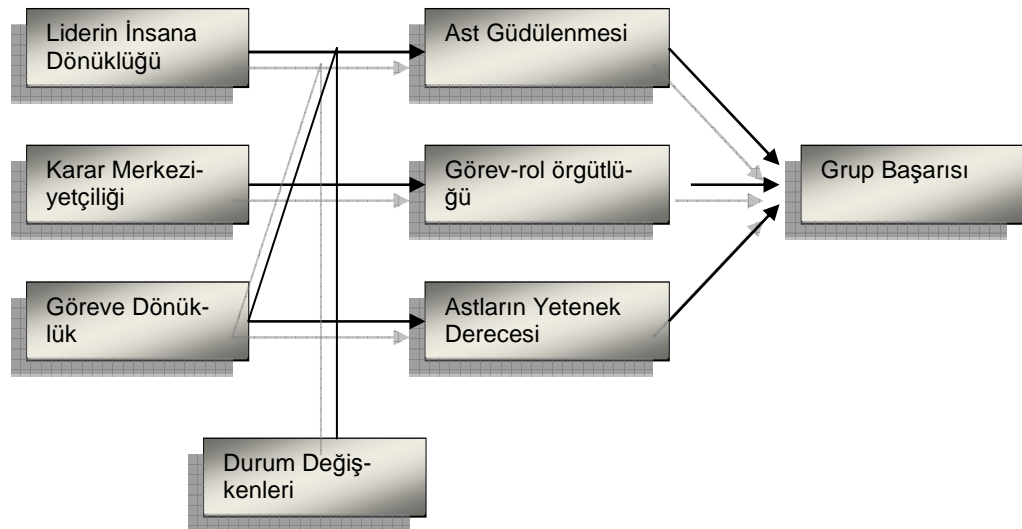 Liderin İnsana
Dönüklüğü
Ast Güdülenmesi
Karar Merkezi-
yetçiliği
Görev-rol örgütlü-
ğü
Grup Başarısı
Göreve Dönük-
lük
Astların Yetenek
Derecesi
Durum Değiş-
kenleri